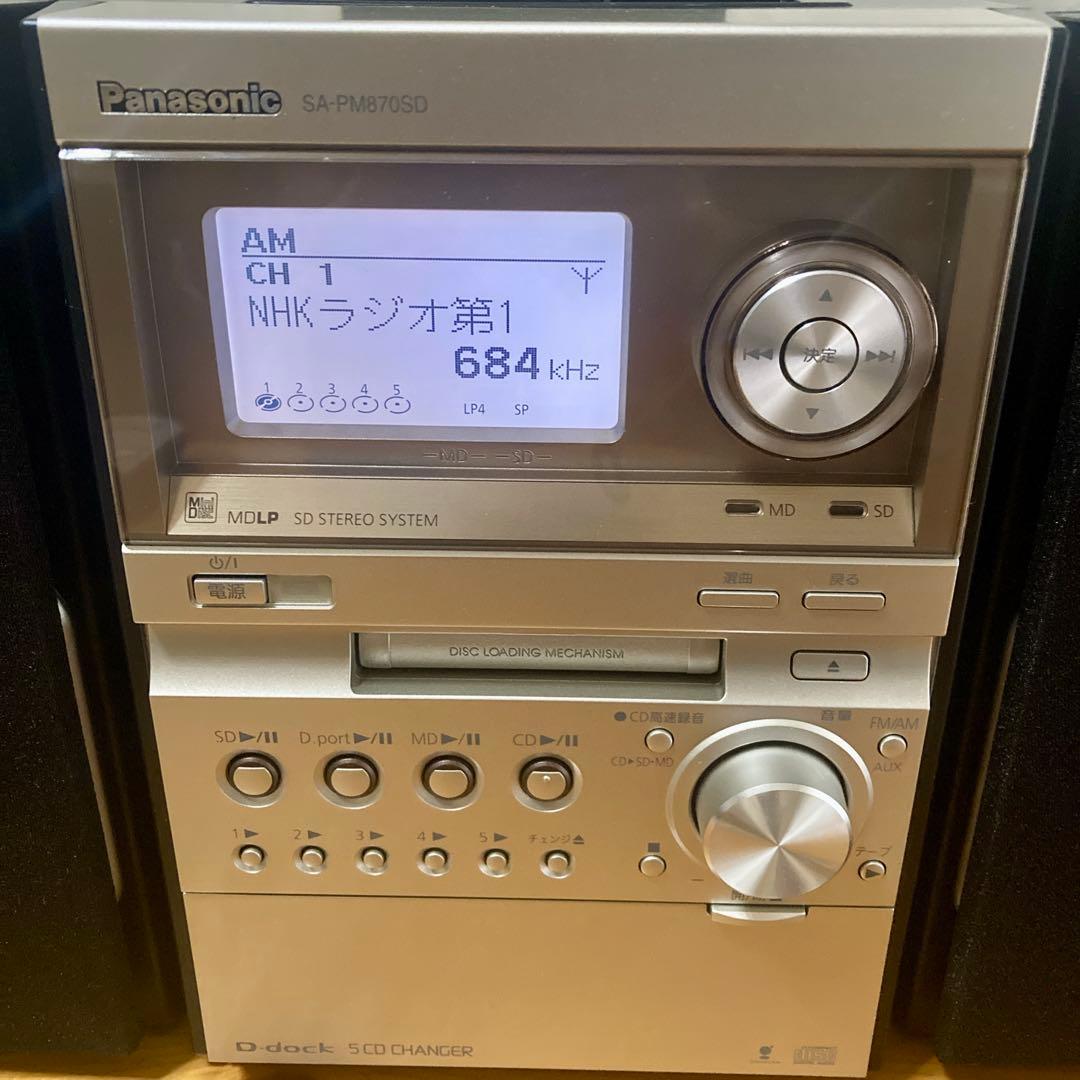 Panasonic SA-PM870SD
AM
CH 1
NHKラジオ第1
684 kHz
1 2 3 4 5
LP4 SP
MD SD
決定
MDLP SD STEREO SYSTEM
MD SD
⏻/I
電源
選曲 戻る
DISC LOADING MECHANISM
●CD高速録音 音量 FM/AM
SD▶/II D.port▶/II MD▶/II CD▶/II
CD▶SD•MD AUX
1▶ 2▶ 3▶ 4▶ 5▶ チェンジ⏏
テープ
D-dock 5 CD CHANGER